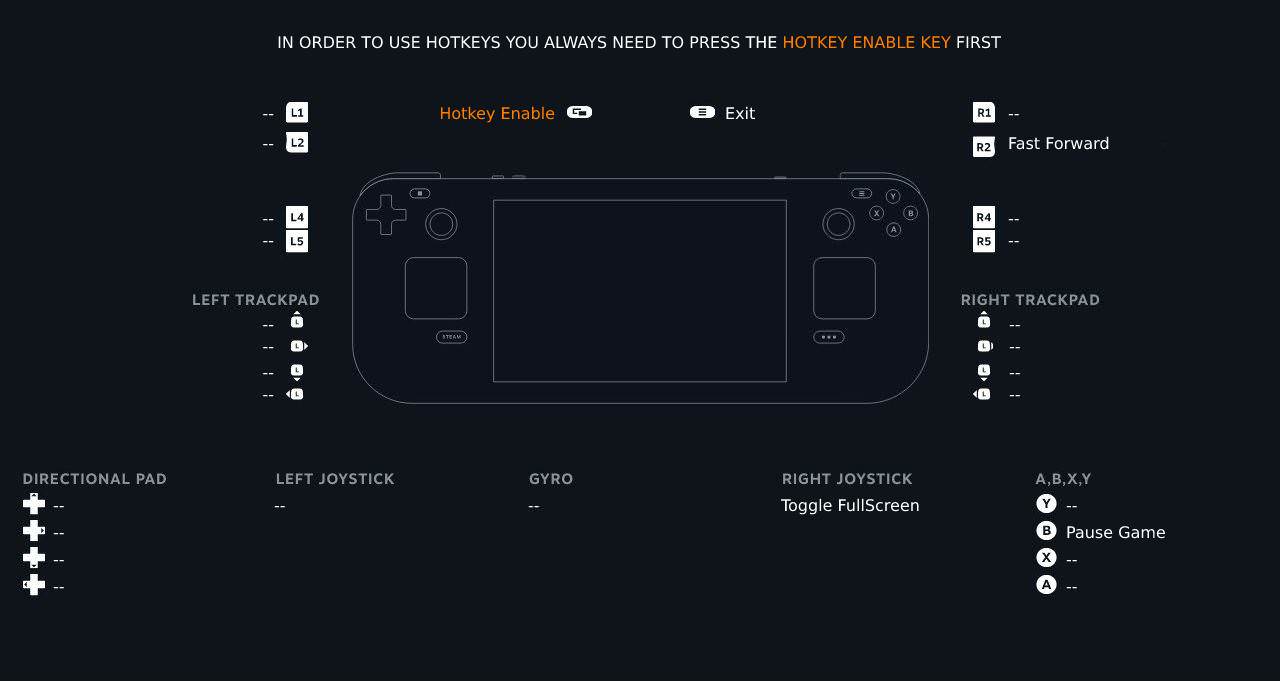 IN ORDER TO USE HOTKEYS YOU ALWAYS NEED TO PRESS THE HOTKEY ENABLE KEY FIRST
-- L1
Hotkey Enable
Exit
R1 --
-- L2
R2 Fast Forward
Y
X
B
A
-- L4
R4 --
-- L5
R5 --
LEFT TRACKPAD
RIGHT TRACKPAD
-- L
L --
-- L
L --
-- L
L --
-- L
L --
STEAM
DIRECTIONAL PAD
--
--
--
--
LEFT JOYSTICK
--
GYRO
--
RIGHT JOYSTICK
Toggle FullScreen
A,B,X,Y
Y --
B Pause Game
X --
A --